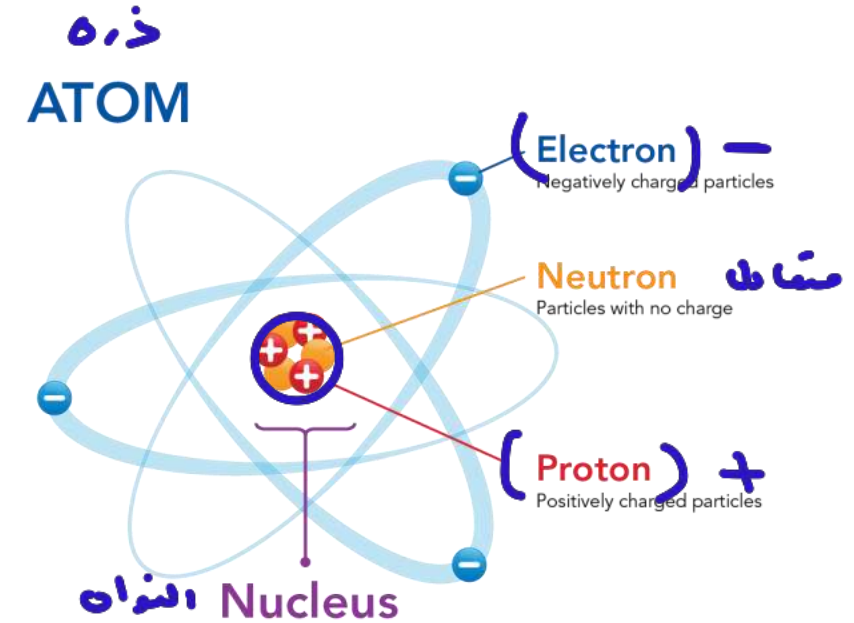 ذره
ATOM
(Electron) −
Negatively charged particles
Neutron متعادل
Particles with no charge
(Proton) +
Positively charged particles
النواه Nucleus